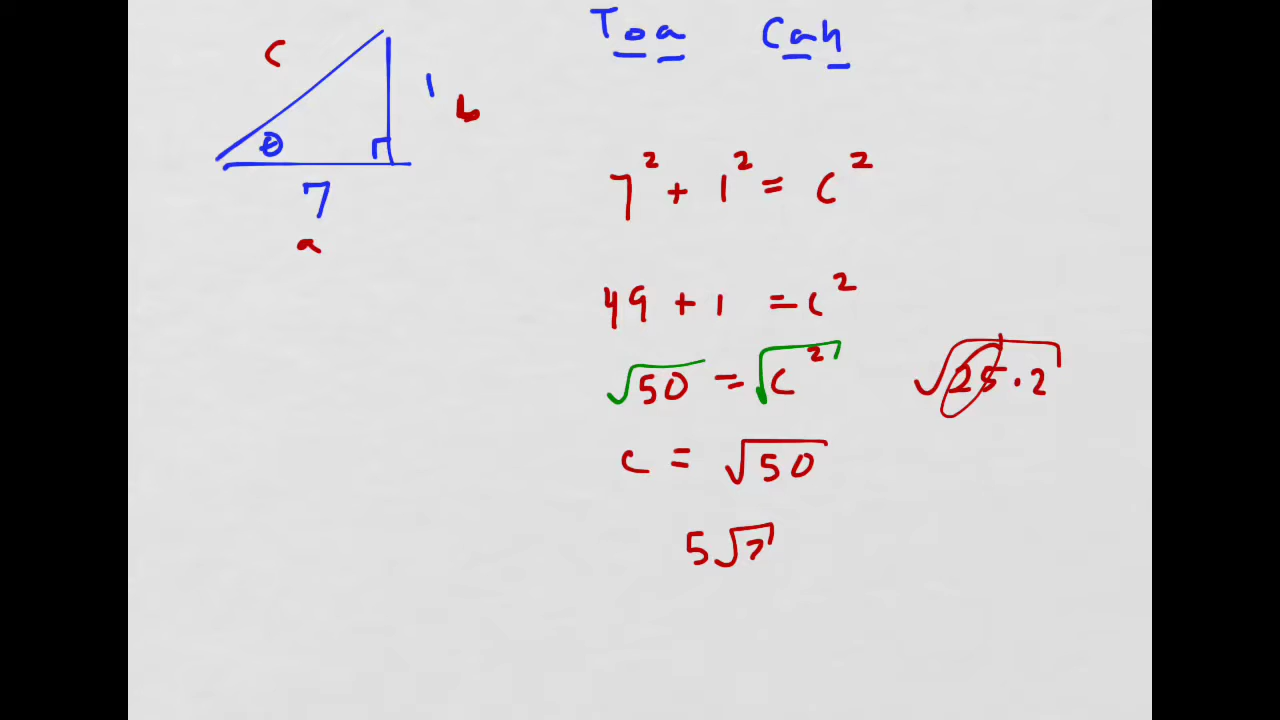 Toa Cah
c
1
b
θ
7
a
7² + 1² = c²
49 + 1 = c²
√50 = √c²
√25·2
c = √50
5√2